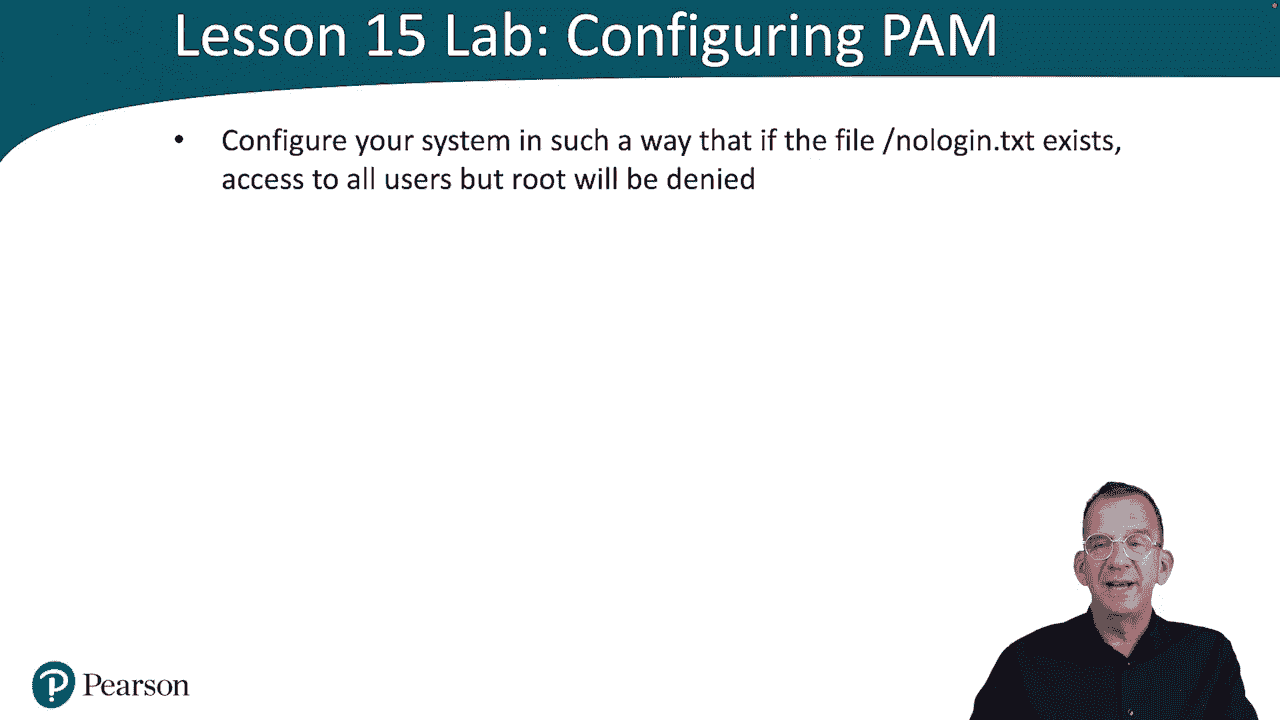 Lesson 15 Lab: Configuring PAM
• Configure your system in such a way that if the file /nologin.txt exists,
access to all users but root will be denied
Pearson